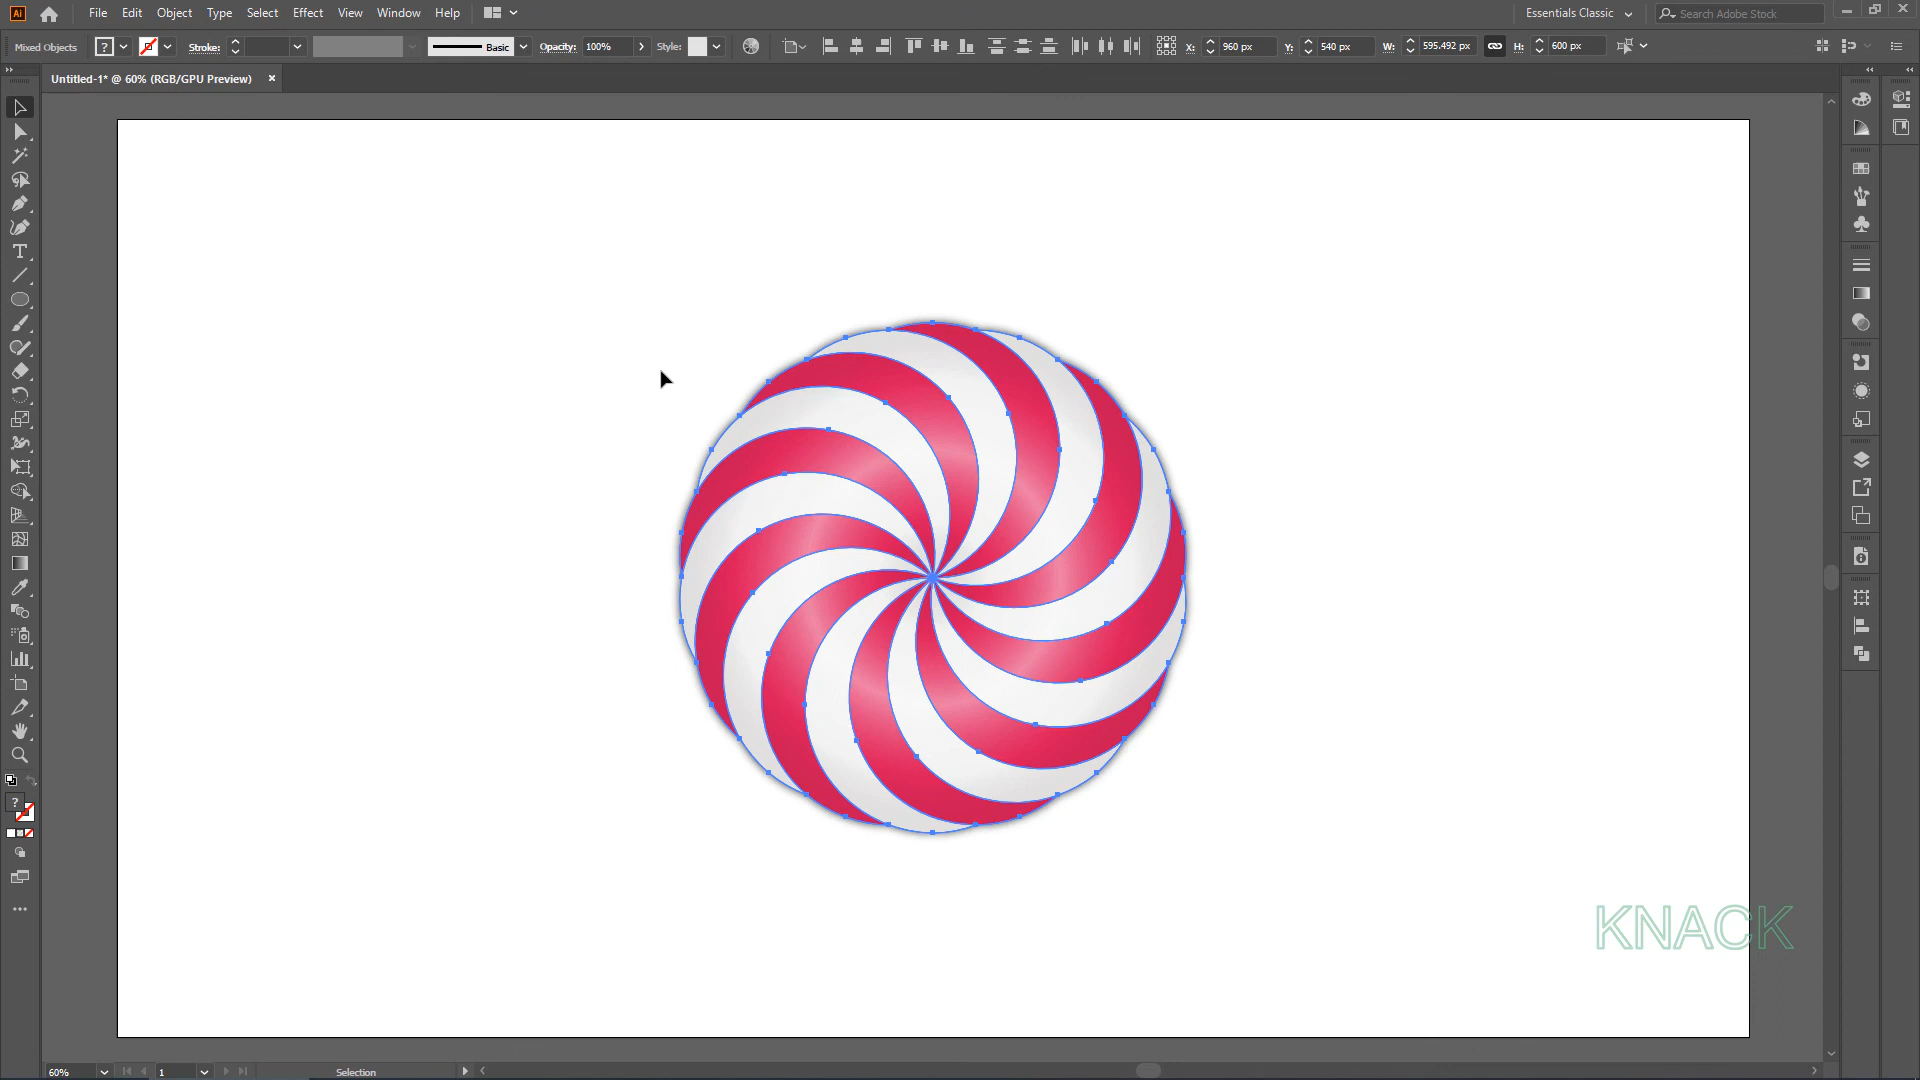 Ai File Edit Object Type Select Effect View Window Help Essentials Classic Search Adobe Stock
Mixed Objects ? Stroke: Basic Opacity: 100% Style: X: 960 px Y: 540 px W: 595.492 px H: 600 px
Untitled-1* @ 60% (RGB/GPU Preview) ×
T
?
KNACK
60% 1 Selection